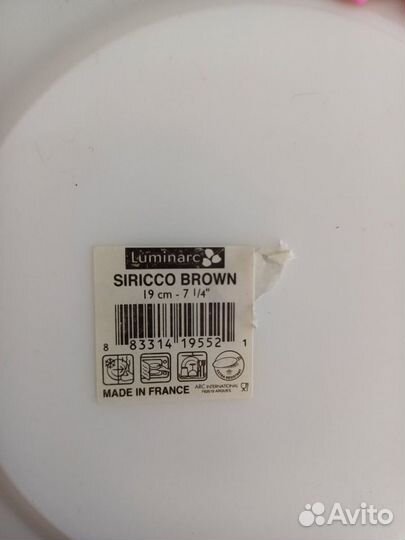 Luminarc
SIRICCO BROWN
19 cm - 7 1/4"
8 83314 19552 1
MADE IN FRANCE
ARC INTERNATIONAL
Avito